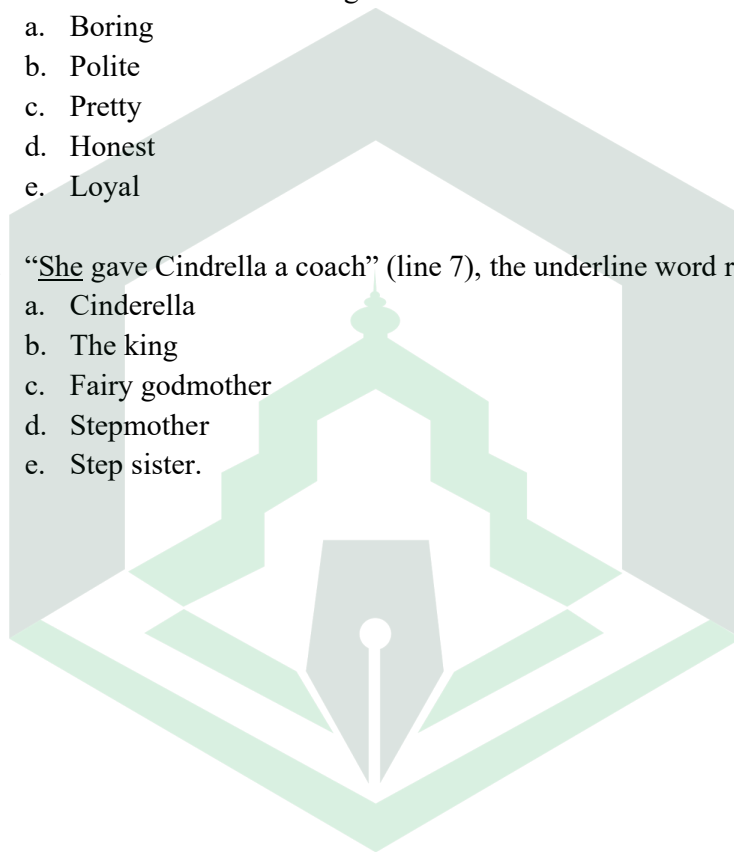 a. Boring
b. Polite
c. Pretty
d. Honest
e. Loyal
“She gave Cindrella a coach” (line 7), the underline word
a. Cinderella
b. The king
c. Fairy godmother
d. Stepmother
e. Step sister.